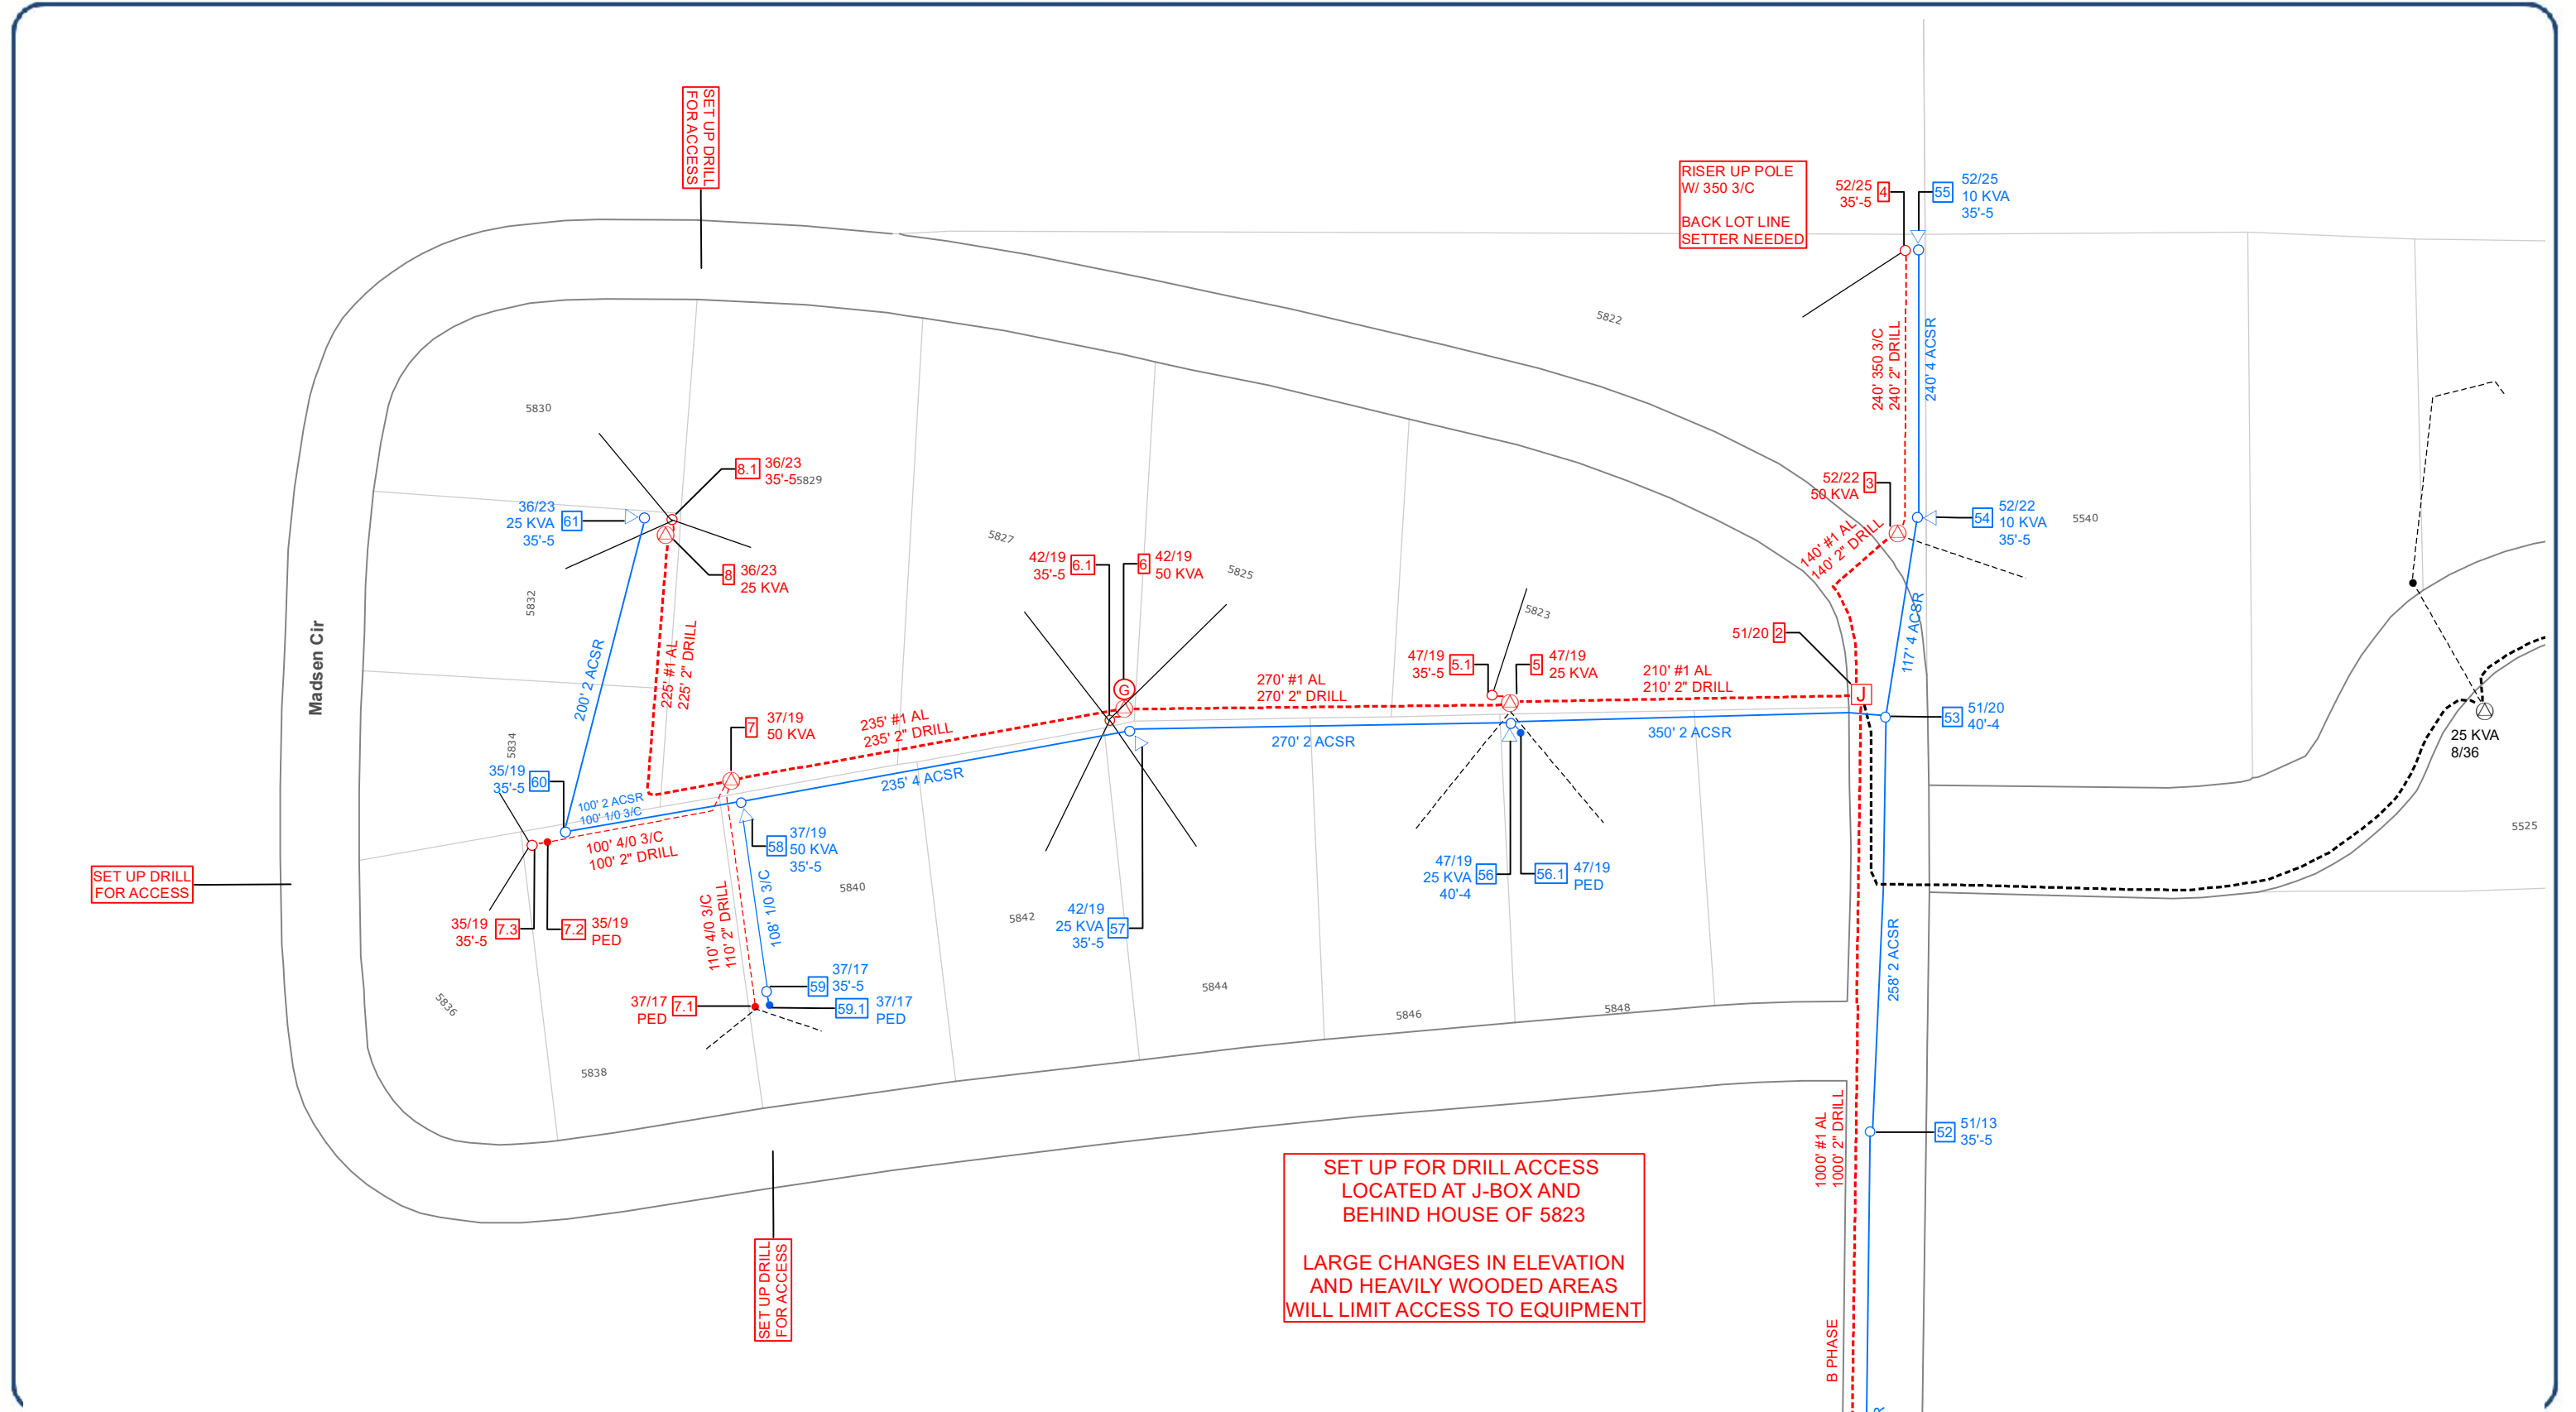 SET UP DRILL
FOR ACCESS
RISER UP POLE
W/ 350 3/C
BACK LOT LINE
SETTER NEEDED
52/25
35'-5
4
55
52/25
10 KVA
35'-5
5822
240' 350 3/C
240' 2" DRILL
240' 4 ACSR
5830
8.1
36/23
35'-5
5829
36/23
25 KVA
35'-5
61
8
36/23
25 KVA
52/22
50 KVA
3
54
52/22
10 KVA
35'-5
5540
140' #1 AL
140' 2" DRILL
5827
42/19
35'-5
6.1
6
42/19
50 KVA
5825
5832
5823
117' 4 ACSR
Madsen Cir
200' 2 ACSR
225' #1 AL
225' 2" DRILL
51/20
2
47/19
35'-5
5.1
5
47/19
25 KVA
210' #1 AL
210' 2" DRILL
270' #1 AL
270' 2" DRILL
G
J
53
51/20
40'-4
7
37/19
50 KVA
235' #1 AL
235' 2" DRILL
270' 2 ACSR
350' 2 ACSR
25 KVA
8/36
5834
35/19
35'-5
60
100' 2 ACSR
100' 1/0 3/C
235' 4 ACSR
100' 4/0 3/C
100' 2" DRILL
58
37/19
50 KVA
35'-5
5525
SET UP DRILL
FOR ACCESS
5840
47/19
25 KVA
40'-4
56
56.1
47/19
PED
35/19
35'-5
7.3
7.2
35/19
PED
110' 4/0 3/C
110' 2" DRILL
108' 1/0 3/C
5842
42/19
25 KVA
35'-5
57
258' 2 ACSR
5836
37/17
PED
7.1
59
37/17
35'-5
59.1
37/17
PED
5844
5846
5848
5838
52
51/13
35'-5
1000' #1 AL
1000' 2" DRILL
SET UP FOR DRILL ACCESS
LOCATED AT J-BOX AND
BEHIND HOUSE OF 5823
LARGE CHANGES IN ELEVATION
AND HEAVILY WOODED AREAS
WILL LIMIT ACCESS TO EQUIPMENT
SET UP DRILL
FOR ACCESS
B PHASE